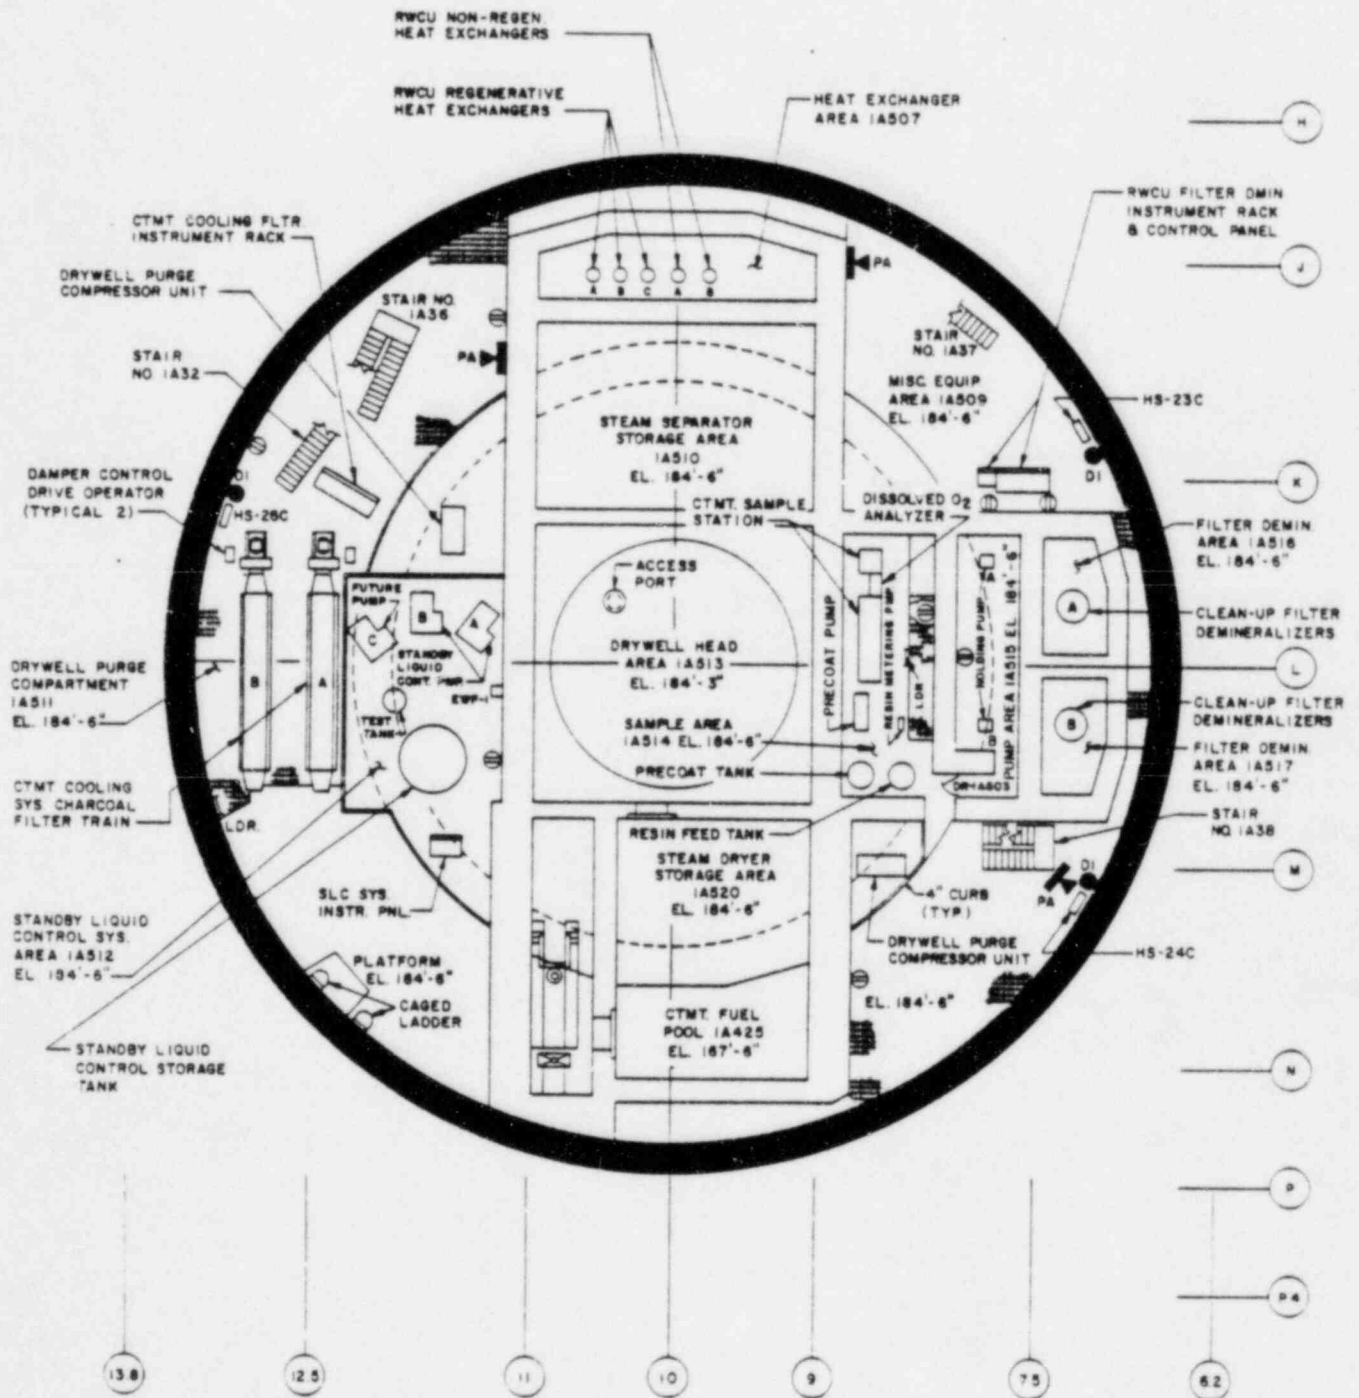 RWCU NON-REGEN.
HEAT EXCHANGERS
RWCU REGENERATIVE
HEAT EXCHANGERS
HEAT EXCHANGER
AREA 1A507
H
RWCU FILTER DMIN
INSTRUMENT RACK
& CONTROL PANEL
CTMT COOLING FLTR.
INSTRUMENT RACK
J
PA
DRYWELL PURGE
COMPRESSOR UNIT
A B C A B
STAIR NO.
1A36
STAIR
NO. 1A37
STAIR
NO. 1A32
PA
MISC. EQUIP.
AREA 1A509
EL. 184'-6"
HS-23C
STEAM SEPARATOR
STORAGE AREA
1A510
EL. 184'-6"
DAMPER CONTROL
DRIVE OPERATOR
(TYPICAL 2)
D1
HS-26C
D1
K
CTMT. SAMPLE
STATION
DISSOLVED O2
ANALYZER
FILTER DEMIN.
AREA 1A516
EL. 184'-6"
ACCESS
PORT
FUTURE
PUMP
C
B
A
STANDBY
LIQUID
CONT. PMP.
PRECOAT PUMP
RESIN METERING PMP
LDR
A
HOLDING PUMP
B
PUMP AREA 1A515 EL. 184'-6"
A
CLEAN-UP FILTER
DEMINERALIZERS
DRYWELL HEAD
AREA 1A513
EL. 184'-3"
L
DRYWELL PURGE
COMPARTMENT
1A511
EL. 184'-6"
B
A
TEST
TANK
SAMPLE AREA
1A514 EL. 184'-6"
B
CLEAN-UP FILTER
DEMINERALIZERS
FILTER DEMIN.
AREA 1A517
EL. 184'-6"
PRECOAT TANK
CTMT COOLING
SYS. CHARCOAL
FILTER TRAIN
LDR.
RESIN FEED TANK
STAIR
NO. 1A38
STEAM DRYER
STORAGE AREA
1A520
EL. 184'-6"
M
D1
PA
SLC SYS.
INSTR. PNL.
4" CURB
(TYP.)
STANDBY LIQUID
CONTROL SYS.
AREA 1A512
EL. 184'-6"
DRYWELL PURGE
COMPRESSOR UNIT
HS-24C
PLATFORM
EL. 184'-6"
CAGED
LADDER
EL. 184'-6"
CTMT. FUEL
POOL 1A425
EL. 167'-6"
STANDBY LIQUID
CONTROL STORAGE
TANK
N
P
P4
13.8 12.5 11 10 9 7.5 6.2